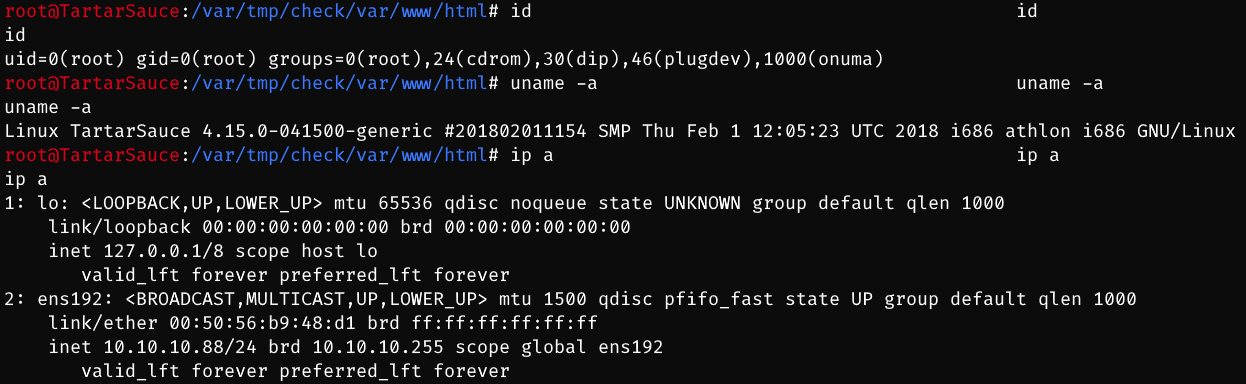 root@TartarSauce:/var/tmp/check/var/www/html# id                                            id
id
uid=0(root) gid=0(root) groups=0(root),24(cdrom),30(dip),46(plugdev),1000(onuma)
root@TartarSauce:/var/tmp/check/var/www/html# uname -a                                      uname -a
uname -a
Linux TartarSauce 4.15.0-041500-generic #201802011154 SMP Thu Feb 1 12:05:23 UTC 2018 i686 athlon i686 GNU/Linux
root@TartarSauce:/var/tmp/check/var/www/html# ip a                                          ip a
ip a
1: lo: <LOOPBACK,UP,LOWER_UP> mtu 65536 qdisc noqueue state UNKNOWN group default qlen 1000
    link/loopback 00:00:00:00:00:00 brd 00:00:00:00:00:00
    inet 127.0.0.1/8 scope host lo
       valid_lft forever preferred_lft forever
2: ens192: <BROADCAST,MULTICAST,UP,LOWER_UP> mtu 1500 qdisc pfifo_fast state UP group default qlen 1000
    link/ether 00:50:56:b9:48:d1 brd ff:ff:ff:ff:ff:ff
    inet 10.10.10.88/24 brd 10.10.10.255 scope global ens192
       valid_lft forever preferred_lft forever